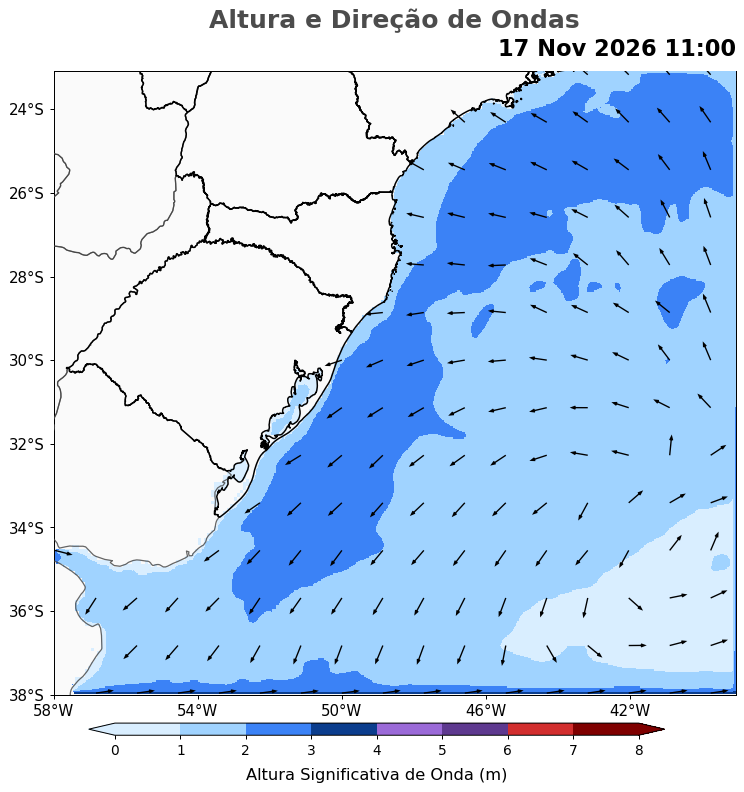 Altura e Direção de Ondas
17 Nov 2026 11:00
24°S
26°S
28°S
30°S
32°S
34°S
36°S
38°S
58°W 54°W 50°W 46°W 42°W
0 1 2 3 4 5 6 7 8
Altura Significativa de Onda (m)